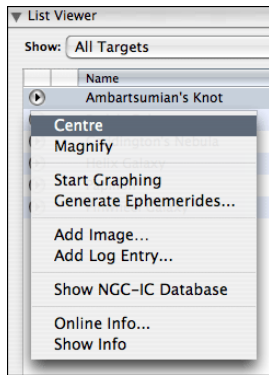 List Viewer
Show: All Targets
Name
Ambartsumian's Knot
Centre
Magnify
Start Graphing
Generate Ephemerides...
Add Image...
Add Log Entry...
Show NGC-IC Database
Online Info...
Show Info